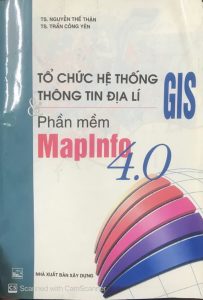 TS. NGUYỄN THẾ THẬN
TS. TRẦN CÔNG YÊN
TỔ CHỨC HỆ THỐNG
THÔNG TIN ĐỊA LÍ GIS
&
Phần mềm
MapInfo 4.0
NHÀ XUẤT BẢN XÂY DỰNG
CS Scanned with CamScanner